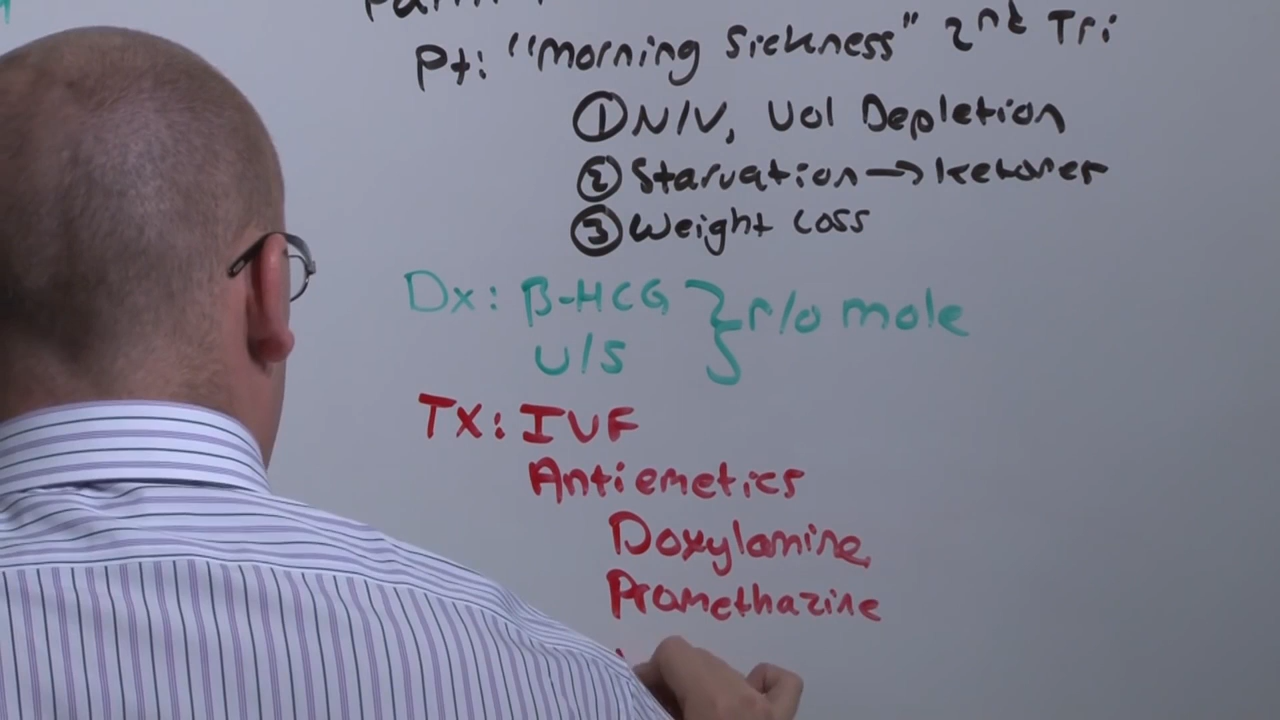 Pt: "Morning Sickness" 2nd Tri
① N/V, Vol Depletion
② Starvation → ketones
③ Weight Loss
Dx: β-HCG } r/o mole
U/S
Tx: IVF
Antiemetics
Doxylamine
Promethazine